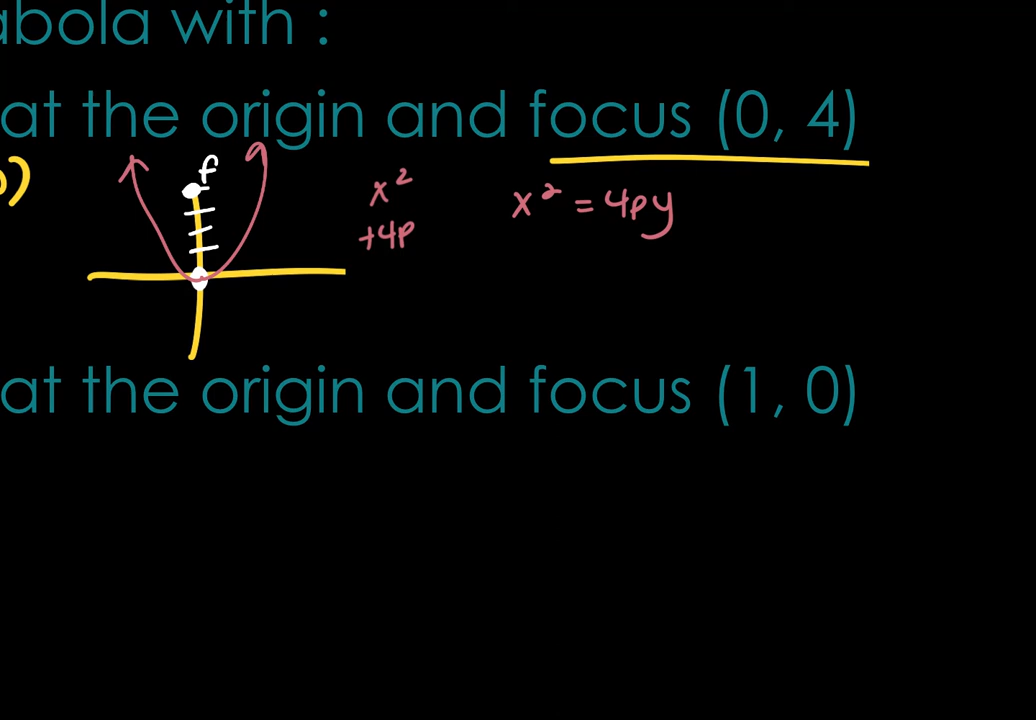 abola with :
at the origin and focus (0, 4)
)
f
x²
+4p
x² = 4py
at the origin and focus (1, 0)